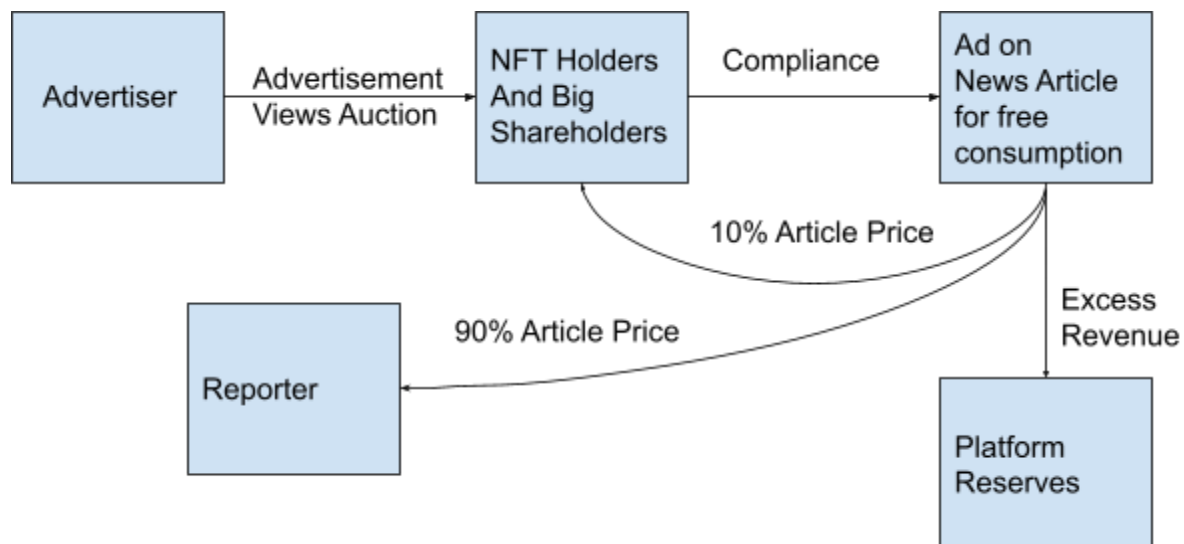 Advertiser
Advertisement
Views Auction
NFT Holders
And Big
Shareholders
Compliance
Ad on
News Article
for free
consumption
10% Article Price
90% Article Price
Excess
Revenue
Reporter
Platform
Reserves